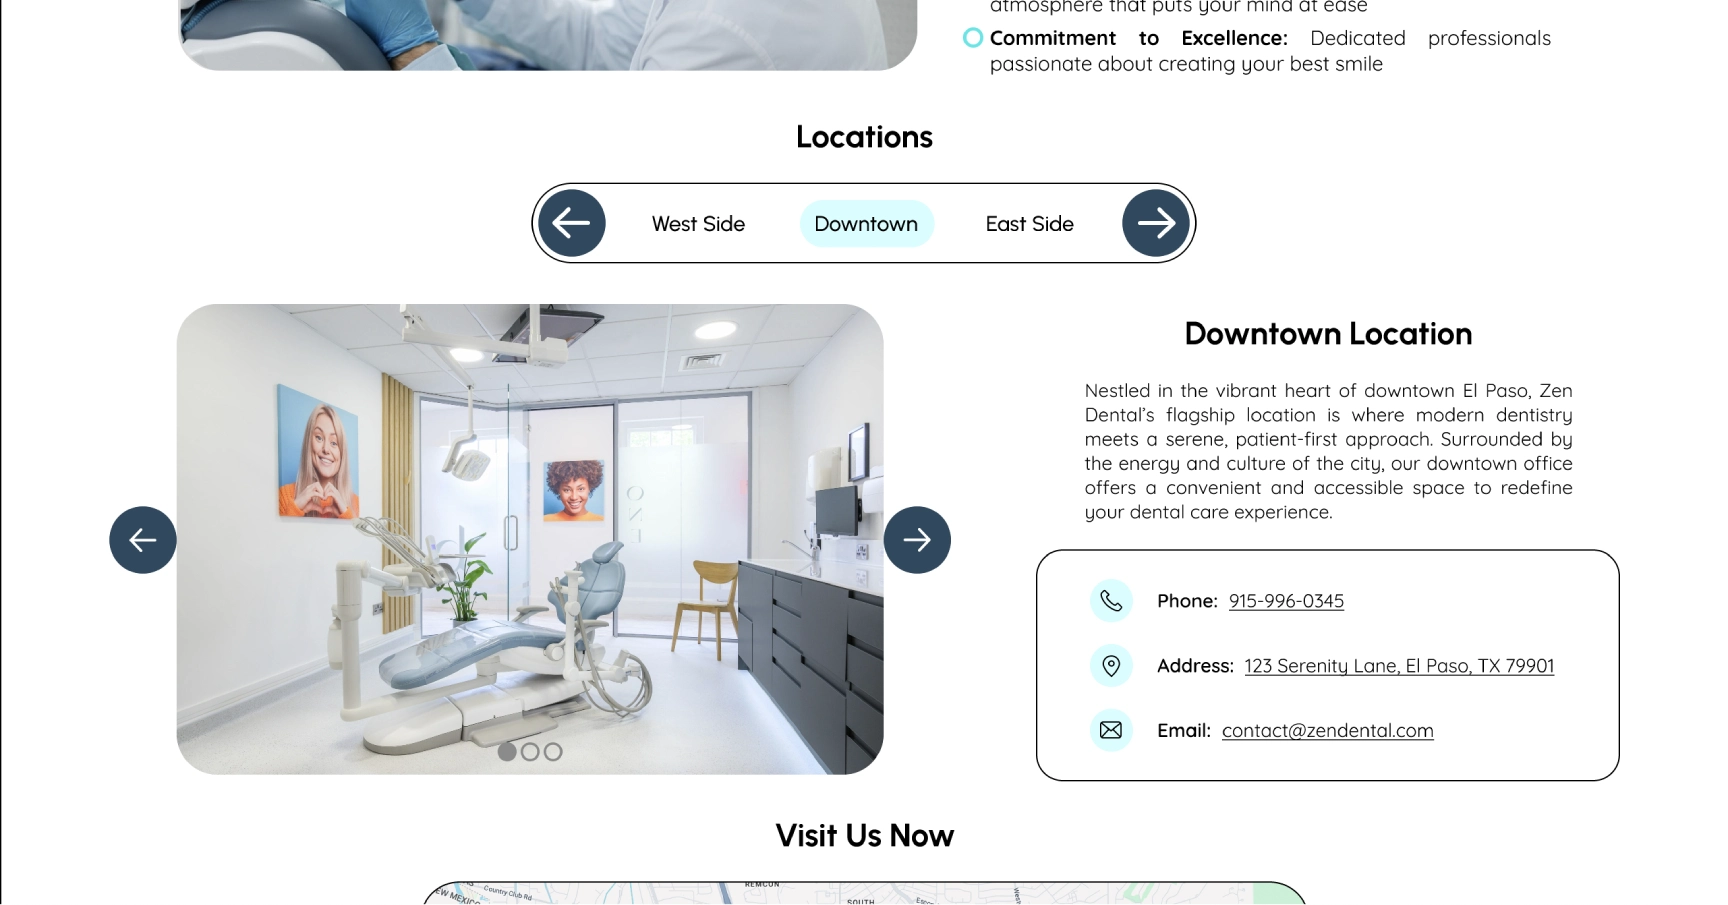 atmosphere that puts your mind at ease
Commitment to Excellence: Dedicated professionals
passionate about creating your best smile
Locations
West Side
Downtown
East Side
Downtown Location
Nestled in the vibrant heart of downtown El Paso, Zen
Dental's flagship location is where modern dentistry
meets a serene, patient-first approach. Surrounded by
the energy and culture of the city, our downtown office
offers a convenient and accessible space to redefine
your dental care experience.
Phone: 915-996-0345
Address: 123 Serenity Lane, El Paso, TX 79901
Email: contact@zendental.com
Visit Us Now
Country Club Rd
REMCON
SOUTH